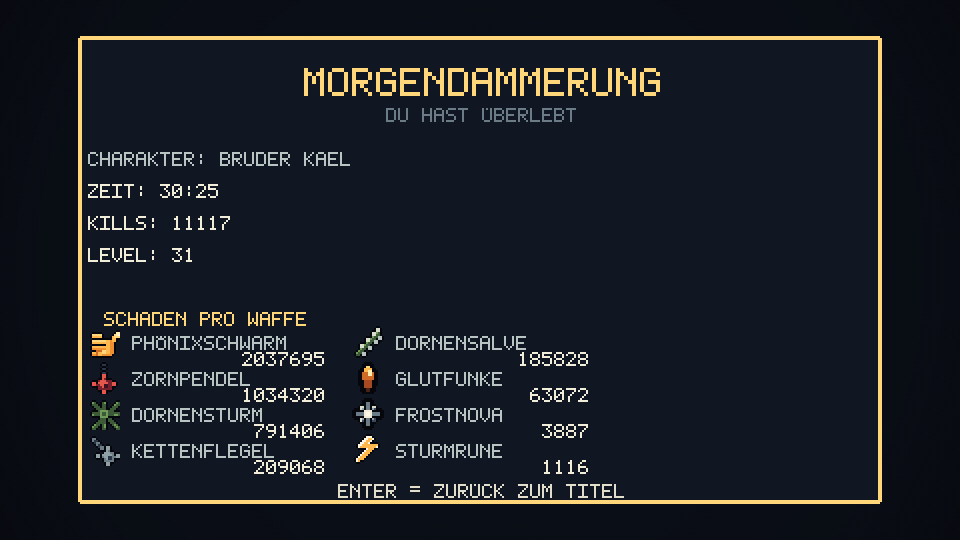 MORGENDAMMERUNG
DU HAST ÜBERLEBT
CHARAKTER: BRUDER KAEL
ZEIT: 30:25
KILLS: 11117
LEVEL: 31
SCHADEN PRO WAFFE
PHÖNIXSCHWARM
2037695
ZORNPENDEL
1034320
DORNENSTURM
791406
KETTENFLEGEL
209068
DORNENSALVE
185828
GLUTFUNKE
63072
FROSTNOVA
3887
STURMRUNE
1116
ENTER = ZURÜCK ZUM TITEL